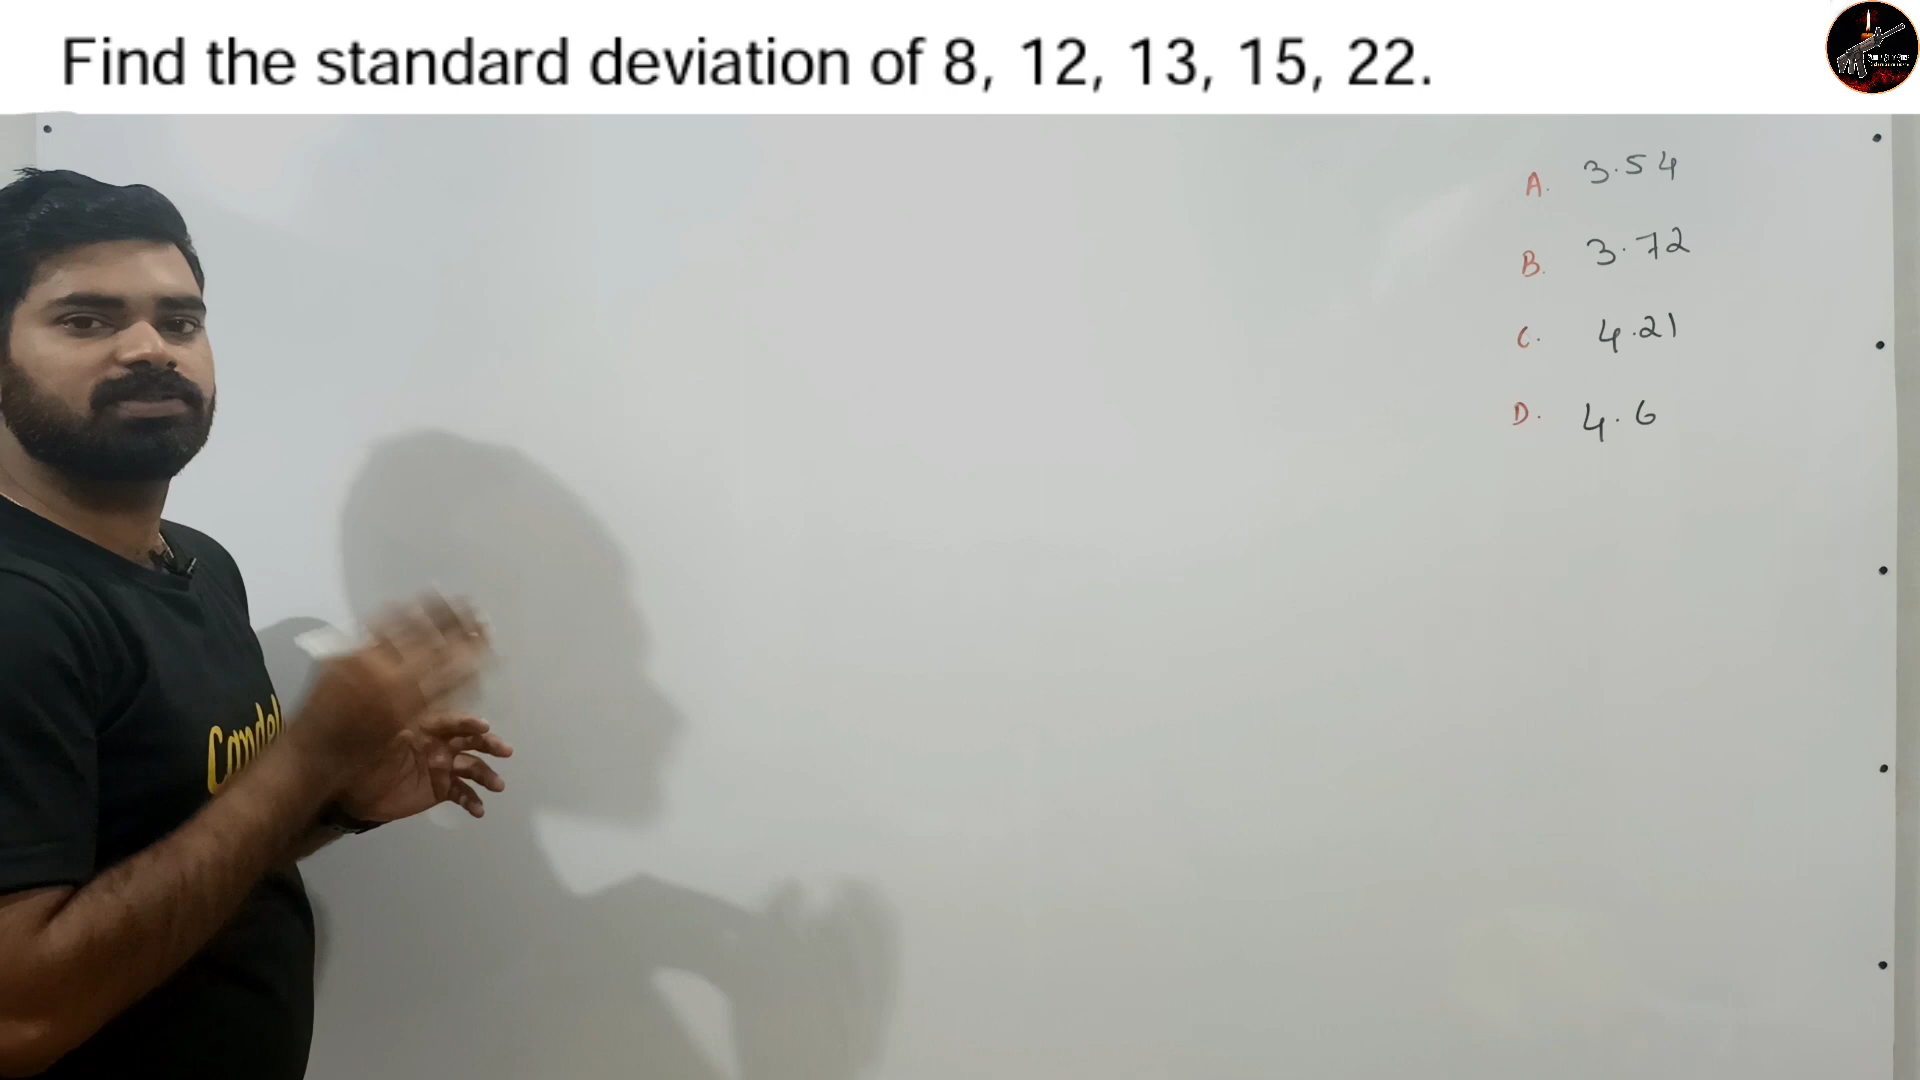 Find the standard deviation of 8, 12, 13, 15, 22.
A. 3.54
B. 3.72
C. 4.21
D. 4.6